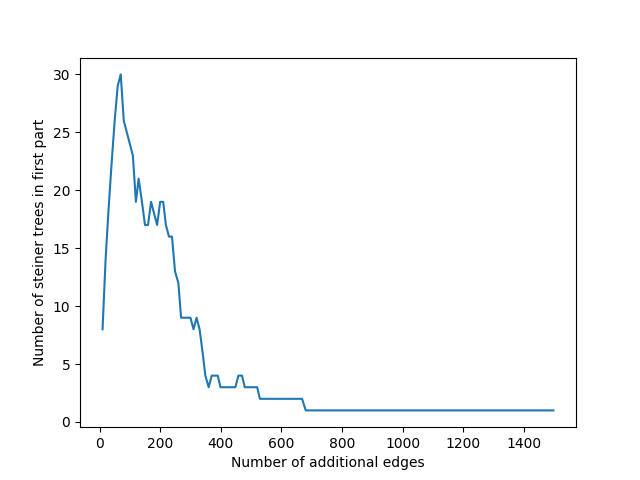 30
25
20
15
10
5
0
Number of steiner trees in first part
0 200 400 600 800 1000 1200 1400
Number of additional edges